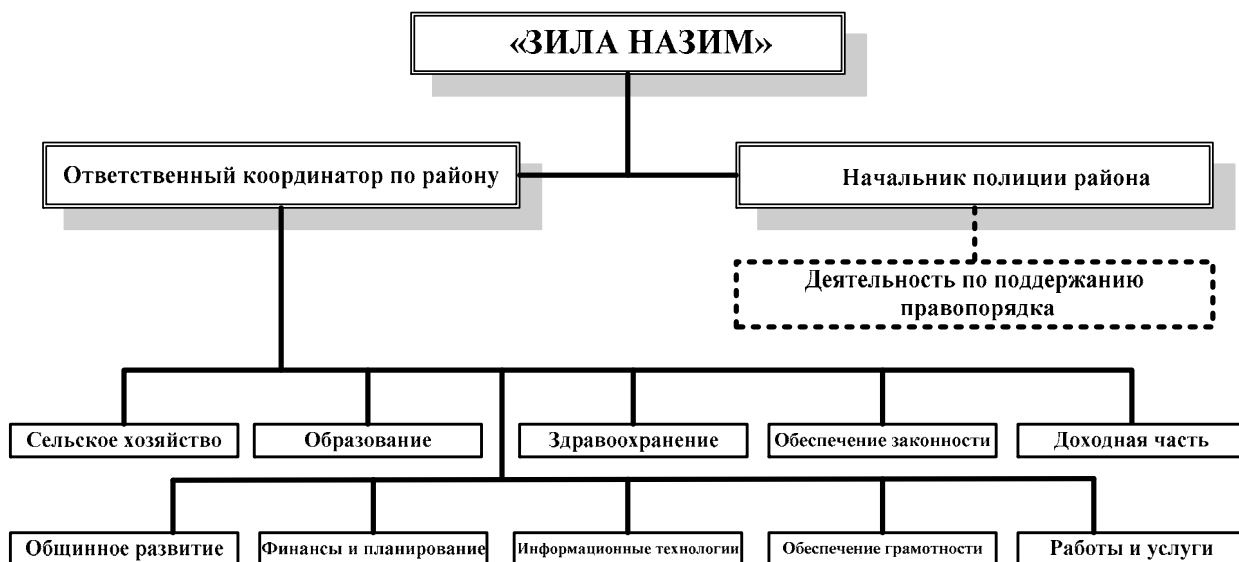 «ЗИЛА НАЗИМ»
Ответственный координатор по району
Начальник полиции района
Деятельность по поддержанию
правопорядка
Сельское хозяйство
Образование
Здравоохранение
Обеспечение законности
Доходная часть
Общинное развитие
Финансы и планирование
Информационные технологии
Обеспечение грамотности
Работы и услуги